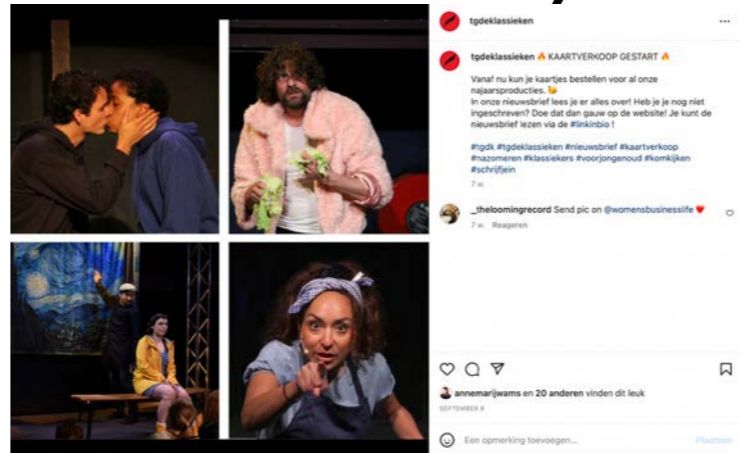 tgdeklassieken
tgdeklassieken 🔥 KAARTVERKOOP GESTART 🔥
Vanaf nu kun je kaartjes bestellen voor al onze
najaarsproducties.
In onze nieuwsbrief lees je er alles over! Heb je je nog niet
ingeschreven? Doe dat dan gauw op de website! Je kunt de
nieuwsbrief lezen via de #linkinbio !
#tgdk #tgdeklassieken #nieuwsbrief #kaartverkoop
#nazomeren #klassiekers #voorjongenoud #komkijken
#schrijfjein
7 w.
_theloomingrecord Send pic on @womensbusinesslife ❤️
7 w. Reageren
annemarijwams en 20 anderen vinden dit leuk
SEPTEMBER 9
Een opmerking toevoegen...
Plaatsen